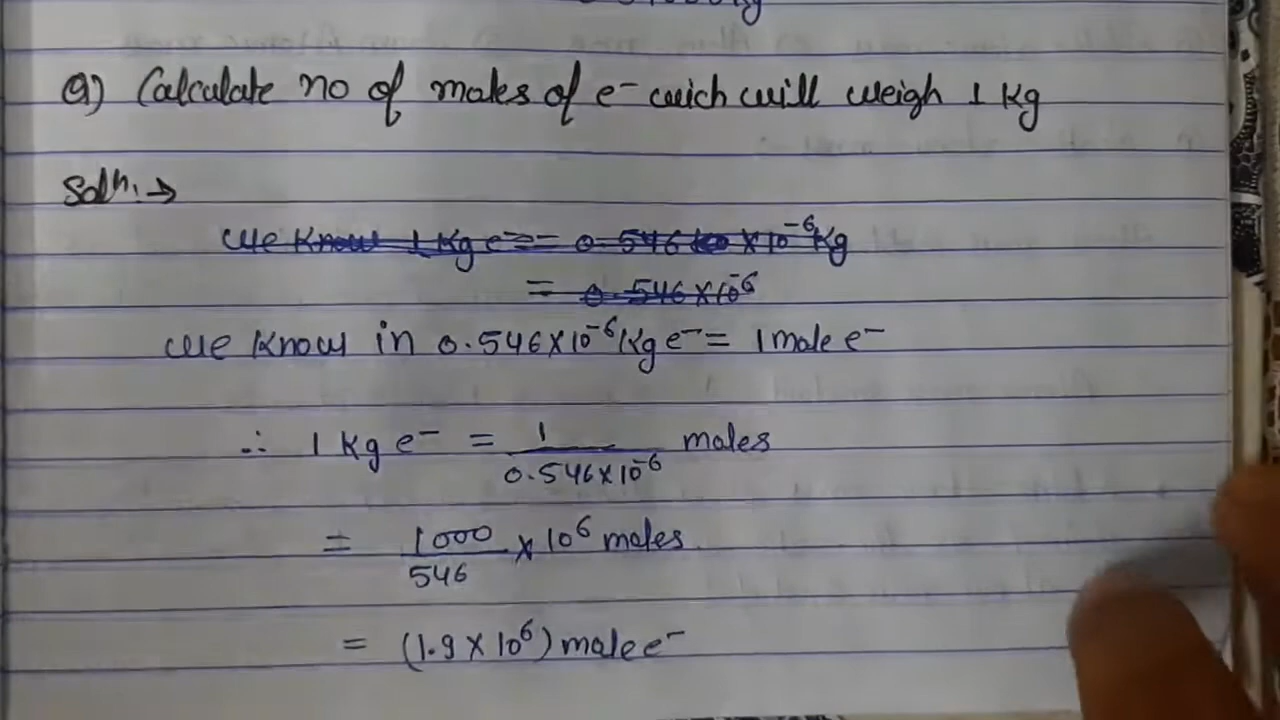 Q) Calculate no of moles of e⁻ wich will weigh 1 Kg
Solⁿ. →
We Know 1 Kg e⁻ = 0.546 × 10⁻⁶ Kg
= 0.546 × 10⁻⁶
We Know in 0.546×10⁻⁶ Kg e⁻ = 1 mole e⁻
∴ 1 Kg e⁻ = 1/0.546×10⁻⁶ moles
= 1000/546 × 10⁶ moles
= (1.9 × 10⁶) mole e⁻